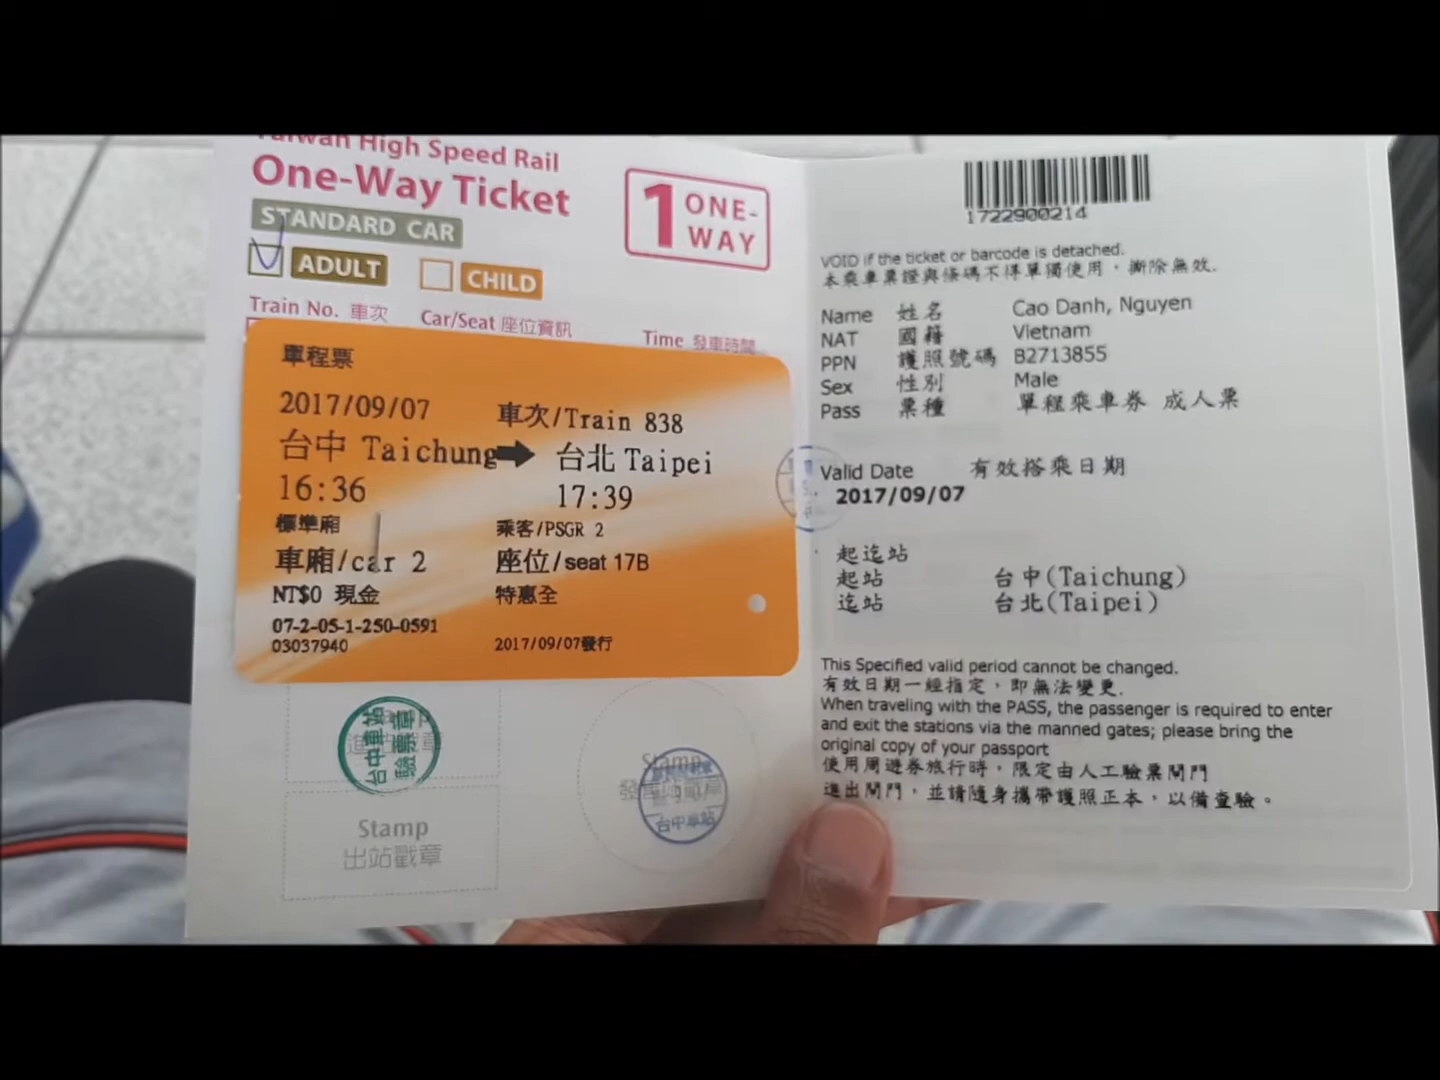 Taiwan High Speed Rail
One-Way Ticket
1 ONE-WAY
STANDARD CAR
ADULT CHILD
Train No. 車次 Car/Seat 座位資訊 Time 發車時間
單程票
2017/09/07 車次/Train 838
台中 Taichung ➡ 台北 Taipei
16:36 17:39
標準廂 乘客/PSGR 2
車廂/car 2 座位/seat 17B
NT$0 現金 特惠全
07-2-05-1-250-0591
03037940 2017/09/07發行
台中車站
驗票章
Stamp
台中車站
Stamp
出站戳章
1722900214
VOID if the ticket or barcode is detached.
本乘車票證與條碼不得單獨使用，撕除無效.
Name 姓名 Cao Danh, Nguyen
NAT 國籍 Vietnam
PPN 護照號碼 B2713855
Sex 性別 Male
Pass 票種 單程乘車券 成人票
Valid Date 有效搭乘日期
2017/09/07
起迄站
起站 台中(Taichung)
迄站 台北(Taipei)
This Specified valid period cannot be changed.
有效日期一經指定，即無法變更.
When traveling with the PASS, the passenger is required to enter
and exit the stations via the manned gates; please bring the
original copy of your passport
使用周遊券旅行時，限定由人工驗票閘門
進出閘門，並請隨身攜帶護照正本，以備查驗。